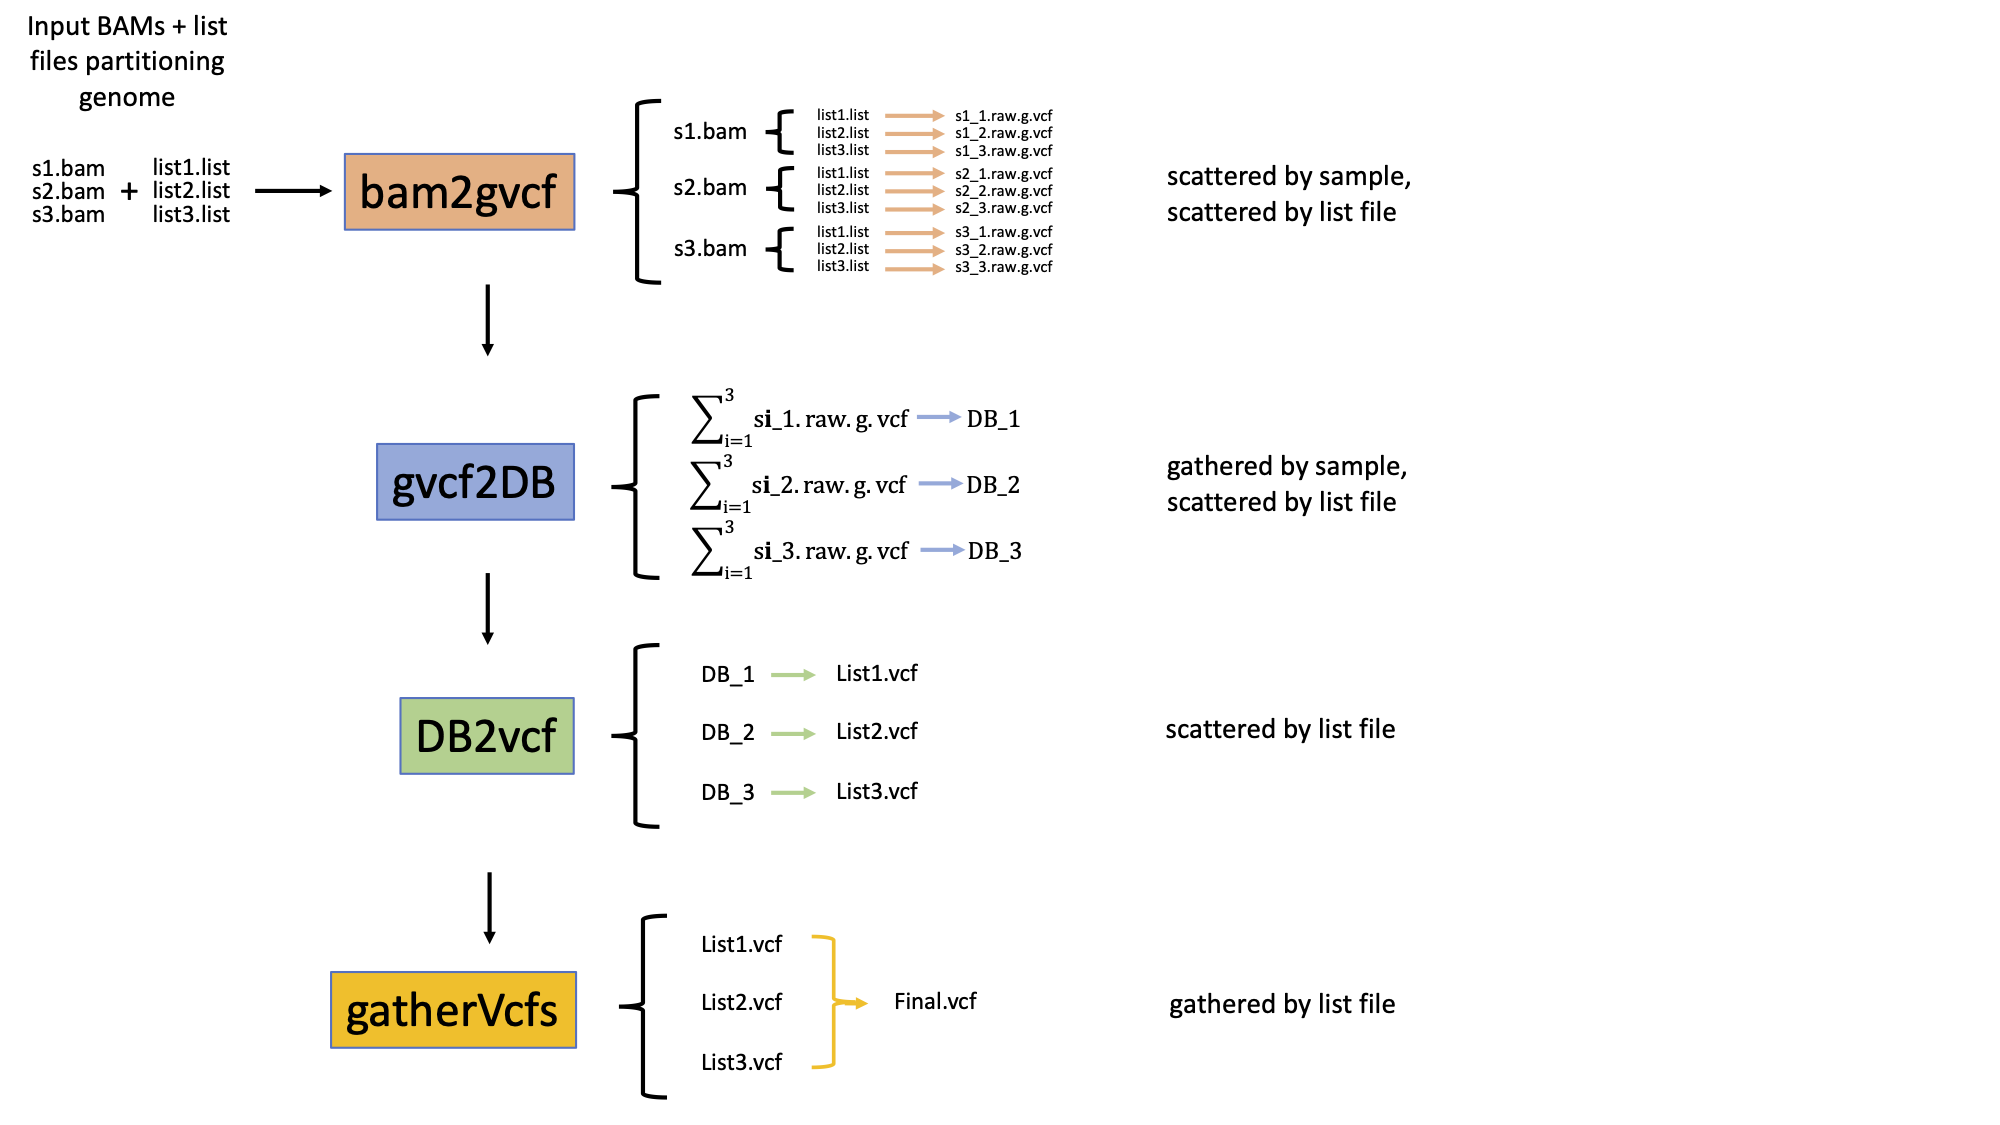 Input BAMs + list
files partitioning
genome
s1.bam
s2.bam
s3.bam
+
list1.list
list2.list
list3.list
bam2gvcf
s1.bam
list1.list s1_1.raw.g.vcf
list2.list s1_2.raw.g.vcf
list3.list s1_3.raw.g.vcf
s2.bam
list1.list s2_1.raw.g.vcf
list2.list s2_2.raw.g.vcf
list3.list s2_3.raw.g.vcf
s3.bam
list1.list s3_1.raw.g.vcf
list2.list s3_2.raw.g.vcf
list3.list s3_3.raw.g.vcf
scattered by sample,
scattered by list file
gvcf2DB
∑ 3 i=1 si_1. raw. g. vcf DB_1
∑ 3 i=1 si_2. raw. g. vcf DB_2
∑ 3 i=1 si_3. raw. g. vcf DB_3
gathered by sample,
scattered by list file
DB2vcf
DB_1 List1.vcf
DB_2 List2.vcf
DB_3 List3.vcf
scattered by list file
gatherVcfs
List1.vcf
List2.vcf
List3.vcf
Final.vcf
gathered by list file